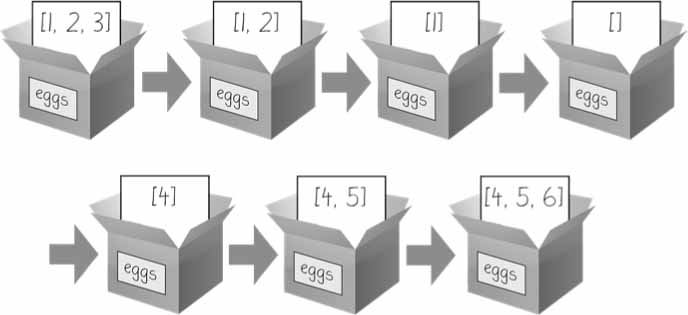 [1, 2, 3]
eggs
[1, 2]
eggs
[1]
eggs
[]
eggs
[4]
eggs
[4, 5]
eggs
[4, 5, 6]
eggs